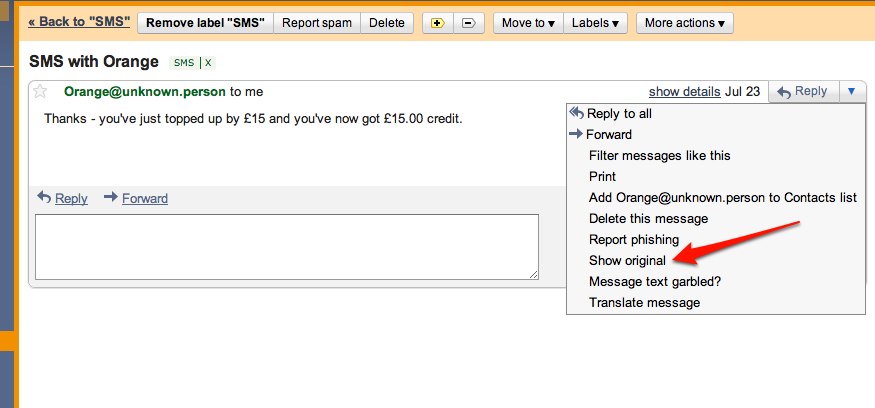 « Back to "SMS" Remove label "SMS" Report spam Delete Move to ▾ Labels ▾ More actions ▾
SMS with Orange SMS | X
Orange@unknown.person to me show details Jul 23 Reply
Thanks - you've just topped up by £15 and you've now got £15.00 credit.
Reply to all
Forward
Filter messages like this
Print
Add Orange@unknown.person to Contacts list
Delete this message
Report phishing
Show original
Message text garbled?
Translate message
Reply Forward